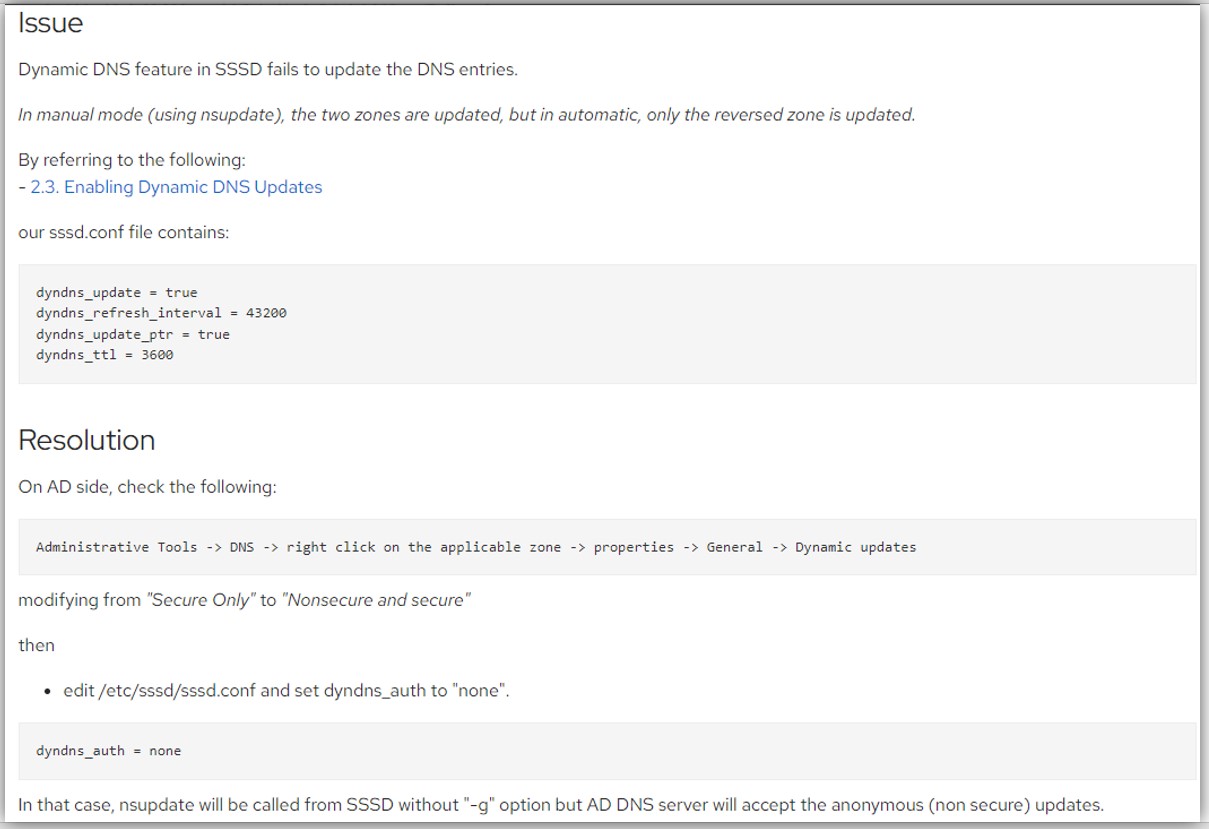 Issue
Dynamic DNS feature in SSSD fails to update the DNS entries.
In manual mode (using nsupdate), the two zones are updated, but in automatic, only the reversed zone is updated.
By referring to the following:
- 2.3. Enabling Dynamic DNS Updates
our sssd.conf file contains:
dyndns_update = true
dyndns_refresh_interval = 43200
dyndns_update_ptr = true
dyndns_ttl = 3600
Resolution
On AD side, check the following:
Administrative Tools -> DNS -> right click on the applicable zone -> properties -> General -> Dynamic updates
modifying from "Secure Only" to "Nonsecure and secure"
then
• edit /etc/sssd/sssd.conf and set dyndns_auth to "none".
dyndns_auth = none
In that case, nsupdate will be called from SSSD without "-g" option but AD DNS server will accept the anonymous (non secure) updates.